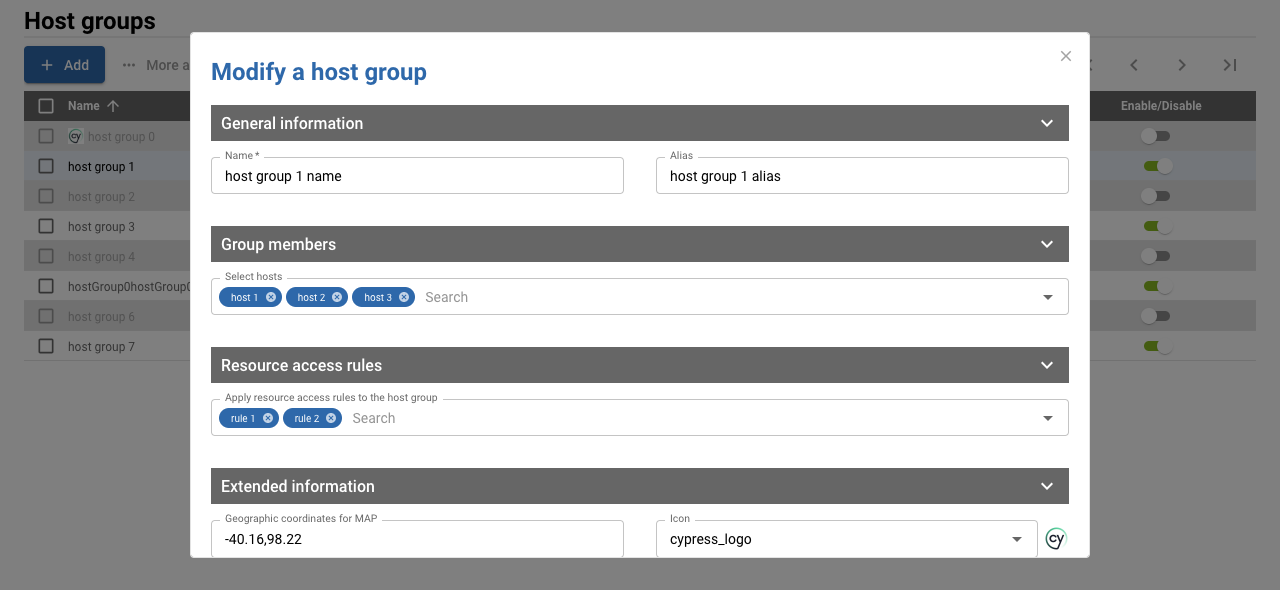 Host groups
Add
More a
Name
Enable/Disable
host group 0
host group 1
host group 2
host group 3
host group 4
hostGroup0hostGroup0
host group 6
host group 7
Modify a host group
General information
Name *
host group 1 name
Alias
host group 1 alias
Group members
Select hosts
host 1
host 2
host 3
Search
Resource access rules
Apply resource access rules to the host group
rule 1
rule 2
Search
Extended information
Geographic coordinates for MAP
-40.16,98.22
Icon
cypress_logo
cy